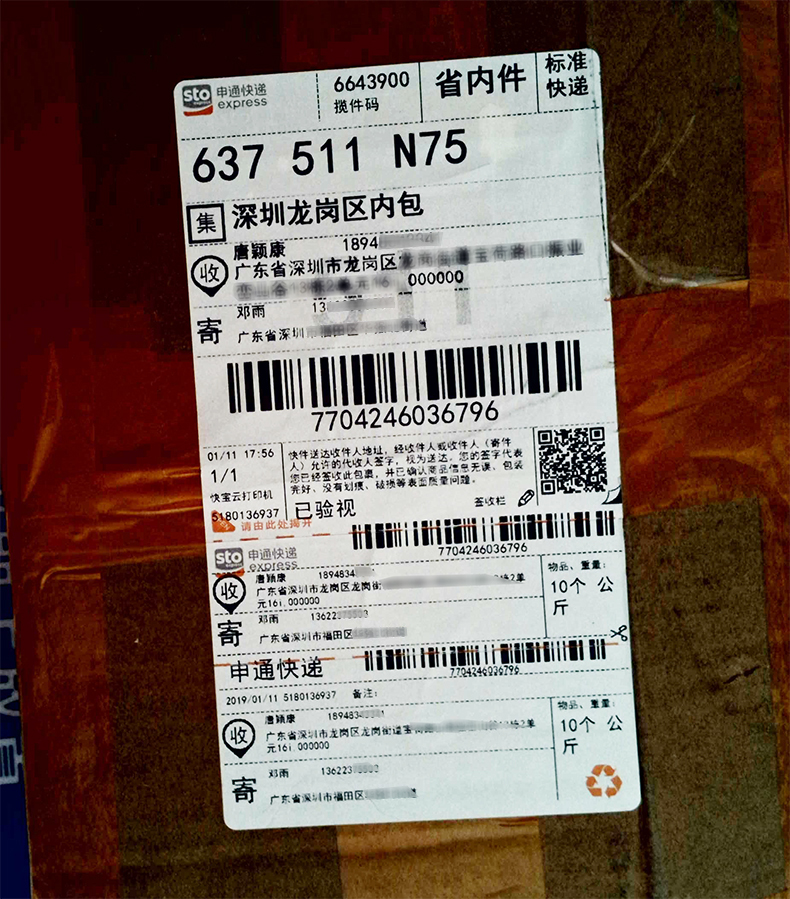 sto express 申通快递 express
6643900
揽件码
省内件
标准
快递
637 511 N75
集 深圳龙岗区内包
唐颖康 1894
收 广东省深圳市龙岗区
000000
寄 邓雨 13
广东省深圳
7704246036796
01/11 17:56
1/1
快宝云打印机
5180136937
快件送达收件人地址,经收件人或收件人(寄件
人)允许的代收人签字,视为送达。您的签字代表
您已经签收此包裹,并已确认商品信息无误、包装
完好、没有划痕、破损等表面质量问题。
已验视
签收栏
请由此处揭开
7704246036796
sto 申通快递
express
收 唐颖康 1894834
广东省深圳市龙岗区龙岗街
元16i 000000
物品、重量:
10个 公
斤
寄 邓雨 13622
广东省深圳市福田区
申通快递
7704246036796
2019/01/11 5180136937 备注:
收 唐颖康 189483
广东省深圳市龙岗区龙岗街道宝
元16i 000000
物品、重量:
10个 公
斤
寄 邓雨 136223
广东省深圳市福田区